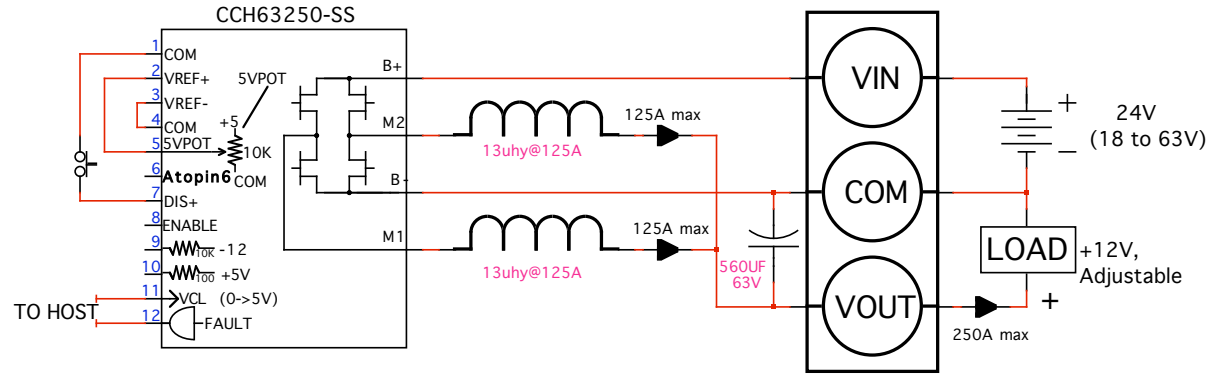 CCH63250-SS
1 COM
2 VREF+
3 VREF-
4 COM
5 5VPOT
6 Atopin6
7 DIS+
8 ENABLE
9 10K -12
10 100 +5V
11 VCL (0->5V)
12 FAULT
TO HOST
5VPOT
+5
10K
COM
B+
M2
B-
M1
13uhy@125A
125A max
13uhy@125A
125A max
560UF
63V
VIN
COM
VOUT
+
24V
(18 to 63V)
–
LOAD
+12V,
Adjustable
+
250A max